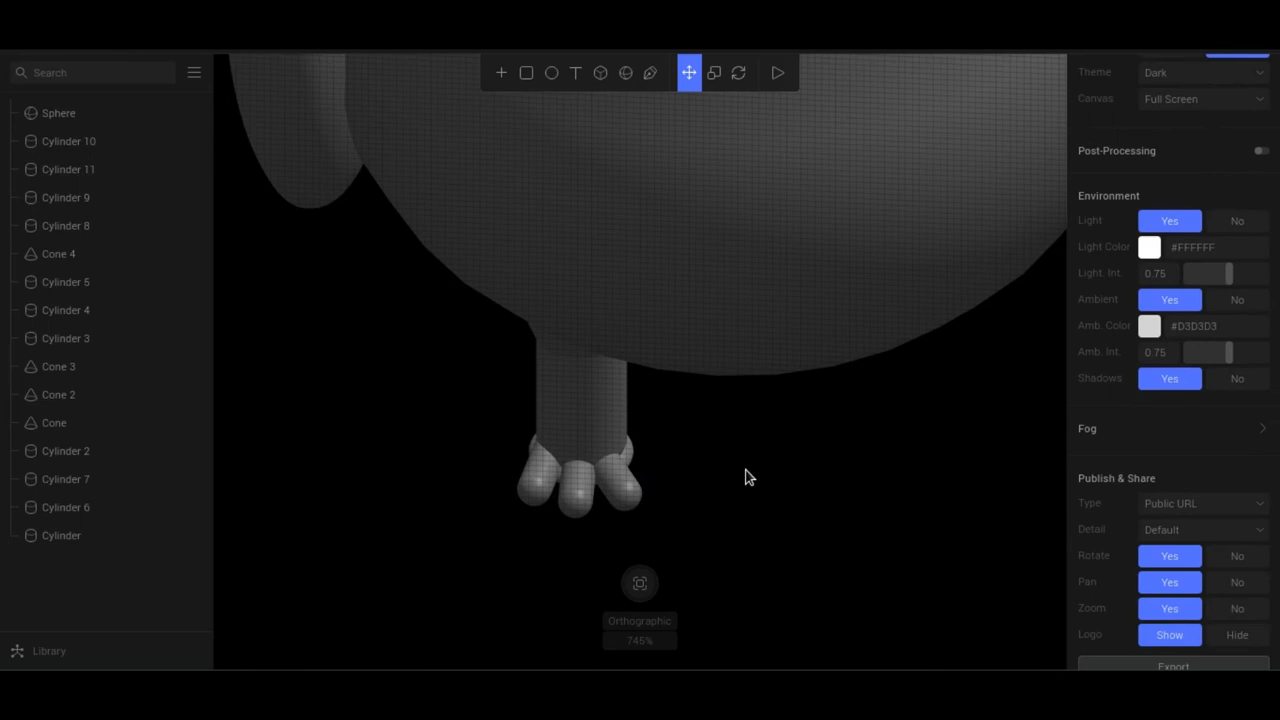 Search
Sphere
Cylinder 10
Cylinder 11
Cylinder 9
Cylinder 8
Cone 4
Cylinder 5
Cylinder 4
Cylinder 3
Cone 3
Cone 2
Cone
Cylinder 2
Cylinder 7
Cylinder 6
Cylinder
Library
T
Orthographic
745%
Theme Dark
Canvas Full Screen
Post-Processing
Environment
Light Yes No
Light Color #FFFFFF
Light. Int. 0.75
Ambient Yes No
Amb. Color #D3D3D3
Amb. Int. 0.75
Shadows Yes No
Fog
Publish & Share
Type Public URL
Detail Default
Rotate Yes No
Pan Yes No
Zoom Yes No
Logo Show Hide
Export